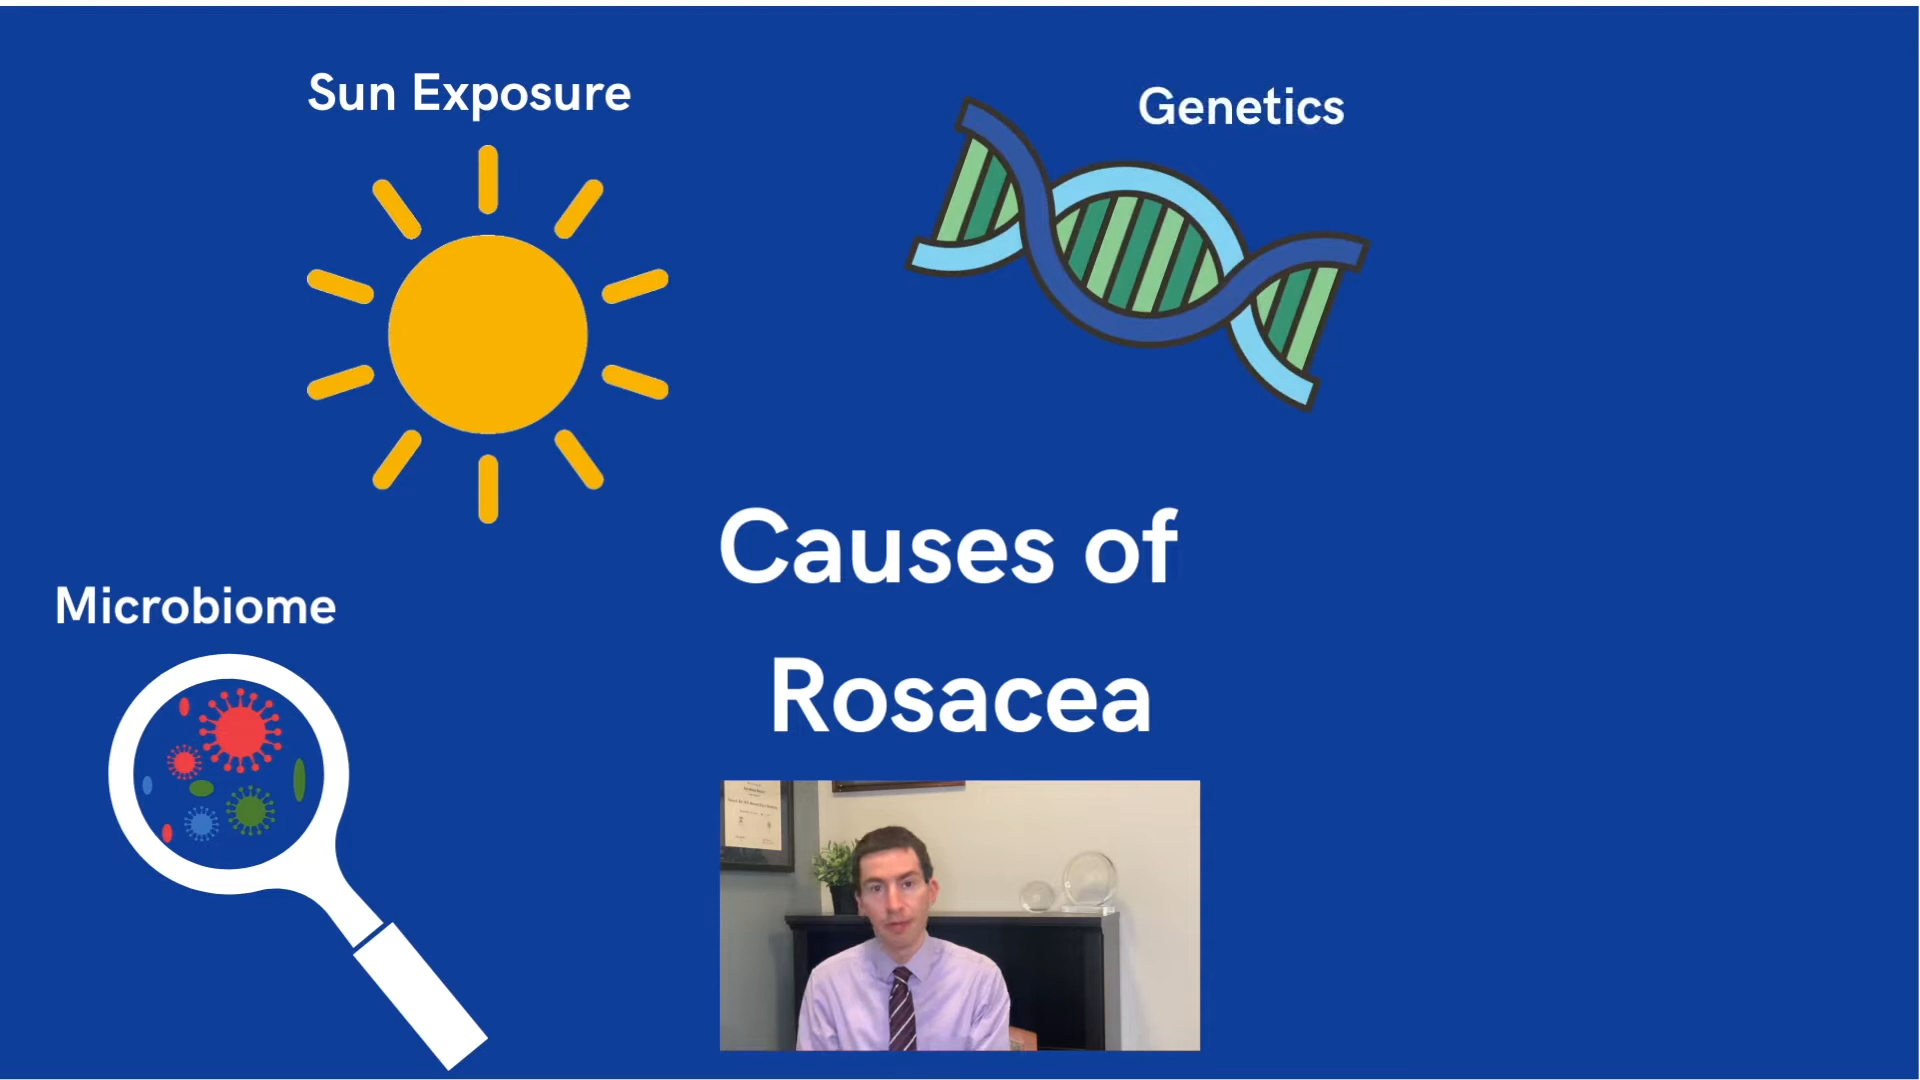 Sun Exposure
Genetics
Causes of
Rosacea
Microbiome